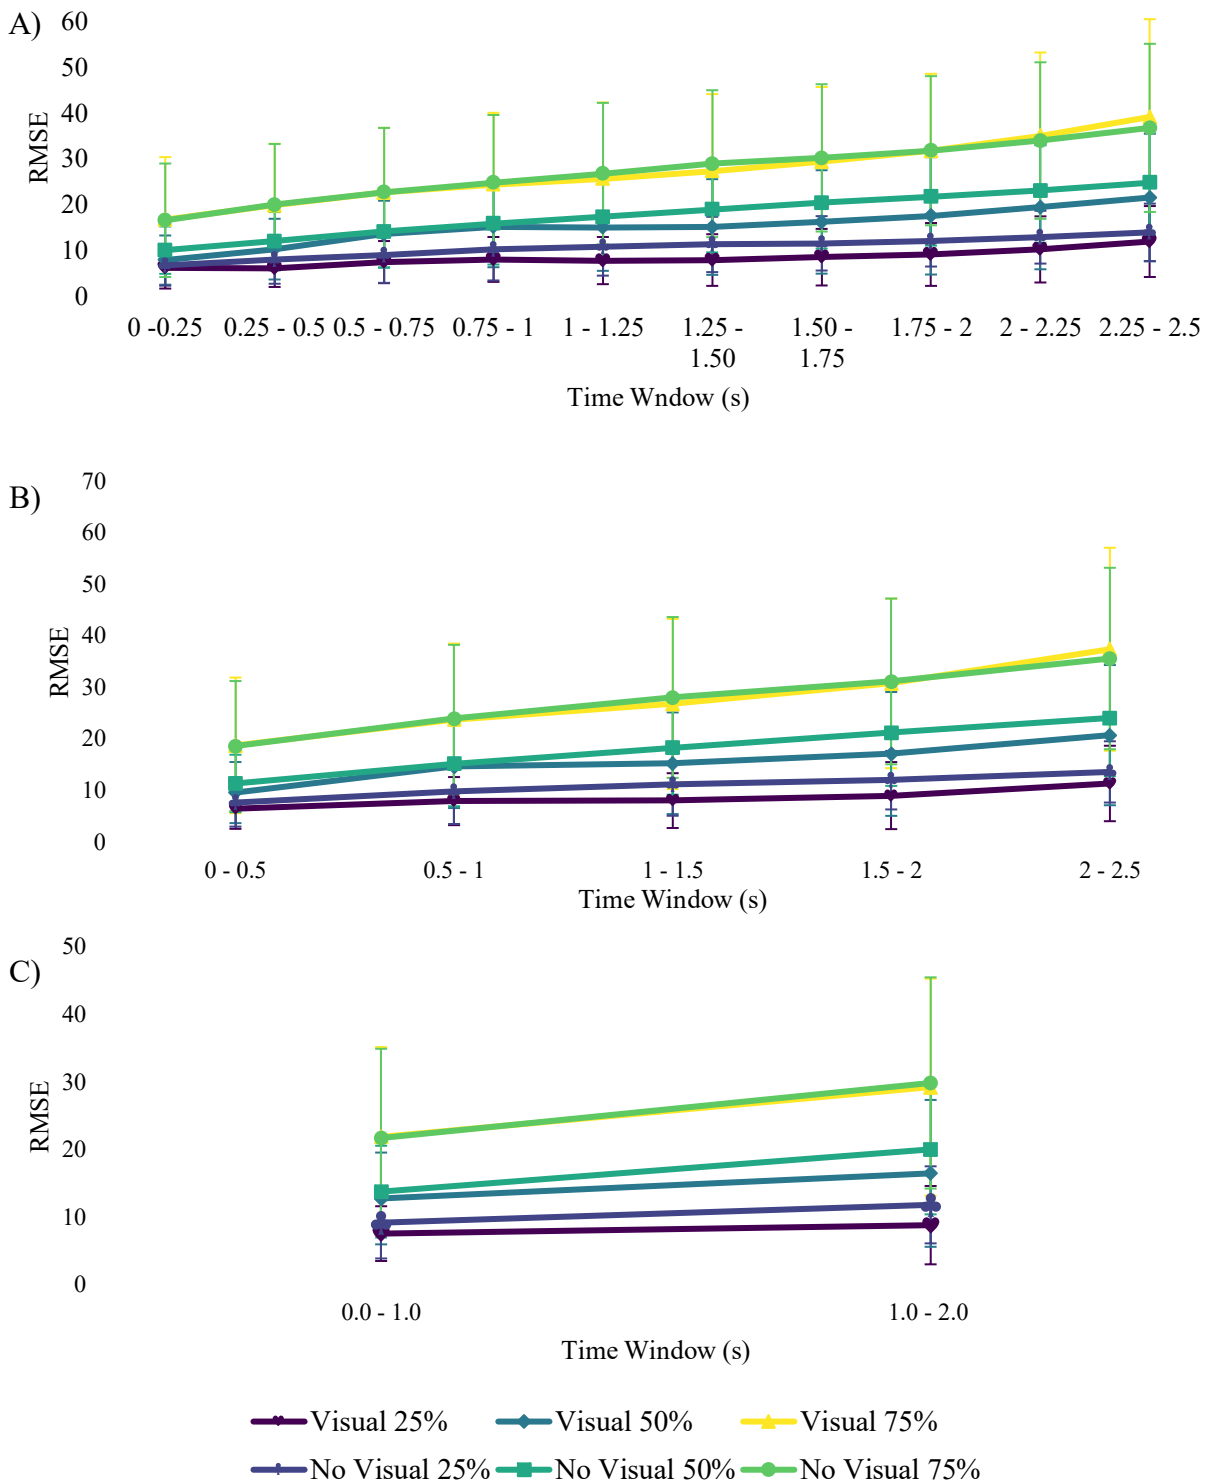 A)
60
50
40
30
20
10
0
RMSE
0 -0.25 0.25 - 0.5 0.5 - 0.75 0.75 - 1 1 - 1.25 1.25 - 1.50 - 1.75 - 2 2 - 2.25 2.25 - 2.5
1.50 1.75
Time Wndow (s)
B)
70
60
50
40
30
20
10
0
RMSE
0 - 0.5 0.5 - 1 1 - 1.5 1.5 - 2 2 - 2.5
Time Window (s)
C)
50
40
30
20
10
0
RMSE
0.0 - 1.0 1.0 - 2.0
Time Window (s)
Visual 25% Visual 50% Visual 75%
No Visual 25% No Visual 50% No Visual 75%